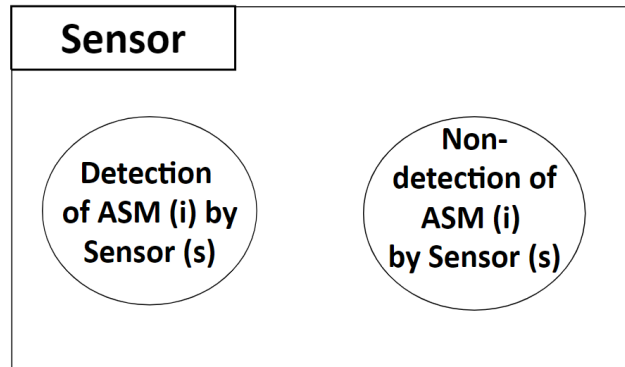 Sensor
Detection
of ASM (i) by
Sensor (s)
Non-
detection of
ASM (i)
by Sensor (s)